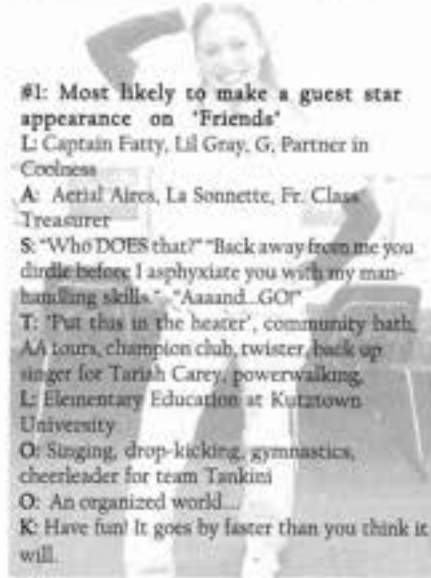 #1: Most likely to make a guest star
appearance on "Friends"
L: Captain Fatty, Lil Gray, G, Partner in
Coolness
A: Aerial Aires, La Sonnette, Fr. Class
Treasurer
S: "Who DOES that?" "Back away from me you
dirdle before I asphyxiate you with my man-
handling skills." "Aaaand...GO!"
T: "Put this in the heater", community bath,
AA tours, champion club, twister, back up
singer for Tariah Carey, powerwalking,
L: Elementary Education at Kutztown
University
O: Singing, drop-kicking, gymnastics,
cheerleader for team Tankini
O: An organized world...
K: Have fun! It goes by faster than you think it
will.